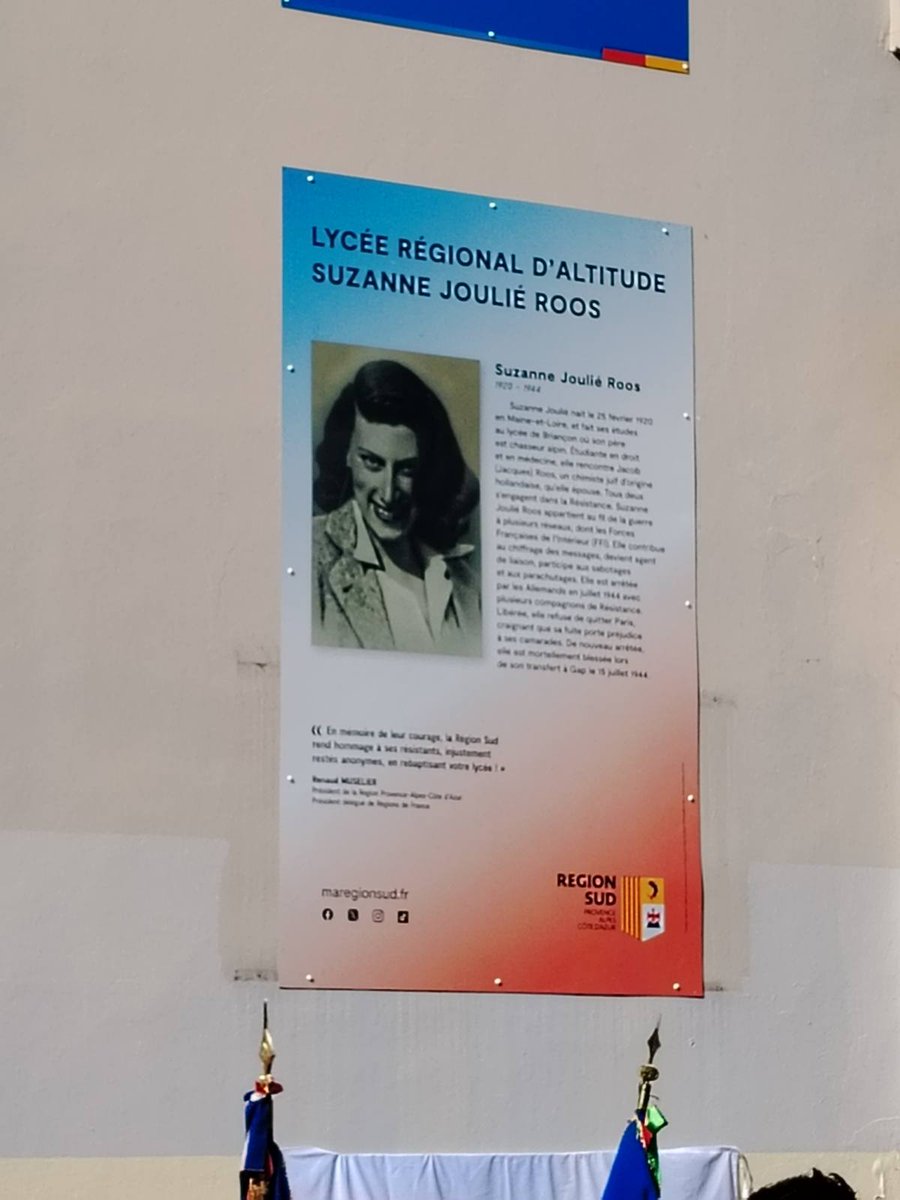 LYCÉE RÉGIONAL D'ALTITUDE
SUZANNE JOULIÉ ROOS
Suzanne Joulié Roos
1920 - 1944
Suzanne Joulié nait le 25 février 1920
en Maine-et-Loire, et fait ses études
au lycée de Briançon où son père
est chasseur alpin. Étudiante en droit
et en médecine, elle rencontre Jacob
(Jacques) Roos, un chimiste juif d'origine
hollandaise, qu'elle épouse. Tous deux
s'engagent dans la Résistance. Suzanne
Joulié Roos appartient au fil de la guerre
à plusieurs réseaux, dont les Forces
Françaises de l'Intérieur (FFI). Elle contribue
au chiffrage des messages, devient agent
de liaison, participe aux sabotages
et aux parachutages. Elle est arrêtée
par les Allemands en juillet 1944 avec
plusieurs compagnons de Résistance.
Libérée, elle refuse de quitter Paris,
craignant que sa fuite porte préjudice
à ses camarades. De nouveau arrêtée,
elle est mortellement blessée lors
de son transfert à Gap le 15 juillet 1944.
« En mémoire de leur courage, la Région Sud
rend hommage à ses résistants, injustement
restés anonymes, en rebaptisant votre lycée ! »
Renaud MUSELIER
Président de la Région Provence-Alpes-Côte d'Azur
Président délégué de Régions de France
maregionsud.fr
REGION
SUD
PROVENCE
ALPES
CÔTE D'AZUR